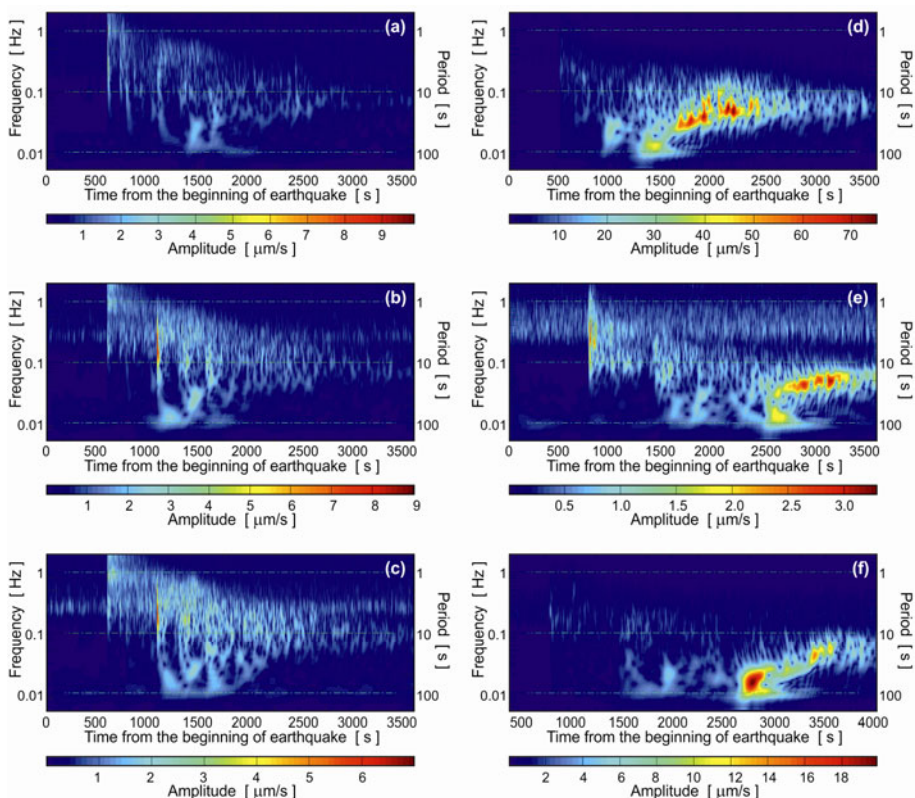 (a)
Frequency [ Hz ]
1
0.1
0.01
1
10
100
Period [ s ]
0 500 1000 1500 2000 2500 3000 3500
Time from the beginning of earthquake [ s ]
1 2 3 4 5 6 7 8 9
Amplitude [ μm/s ]
(d)
Frequency [ Hz ]
1
0.1
0.01
1
10
100
Period [ s ]
0 500 1000 1500 2000 2500 3000 3500
Time from the beginning of earthquake [ s ]
10 20 30 40 50 60 70
Amplitude [ μm/s ]
(b)
Frequency [ Hz ]
1
0.1
0.01
1
10
100
Period [ s ]
0 500 1000 1500 2000 2500 3000 3500
Time from the beginning of earthquake [ s ]
1 2 3 4 5 6 7 8 9
Amplitude [ μm/s ]
(e)
Frequency [ Hz ]
1
0.1
0.01
1
10
100
Period [ s ]
0 500 1000 1500 2000 2500 3000 3500
Time from the beginning of earthquake [ s ]
0.5 1.0 1.5 2.0 2.5 3.0
Amplitude [ μm/s ]
(c)
Frequency [ Hz ]
1
0.1
0.01
1
10
100
Period [ s ]
0 500 1000 1500 2000 2500 3000 3500
Time from the beginning of earthquake [ s ]
1 2 3 4 5 6
Amplitude [ μm/s ]
(f)
Frequency [ Hz ]
1
0.1
0.01
1
10
100
Period [ s ]
500 1000 1500 2000 2500 3000 3500 4000
Time from the beginning of earthquake [ s ]
2 4 6 8 10 12 14 16 18
Amplitude [ μm/s ]